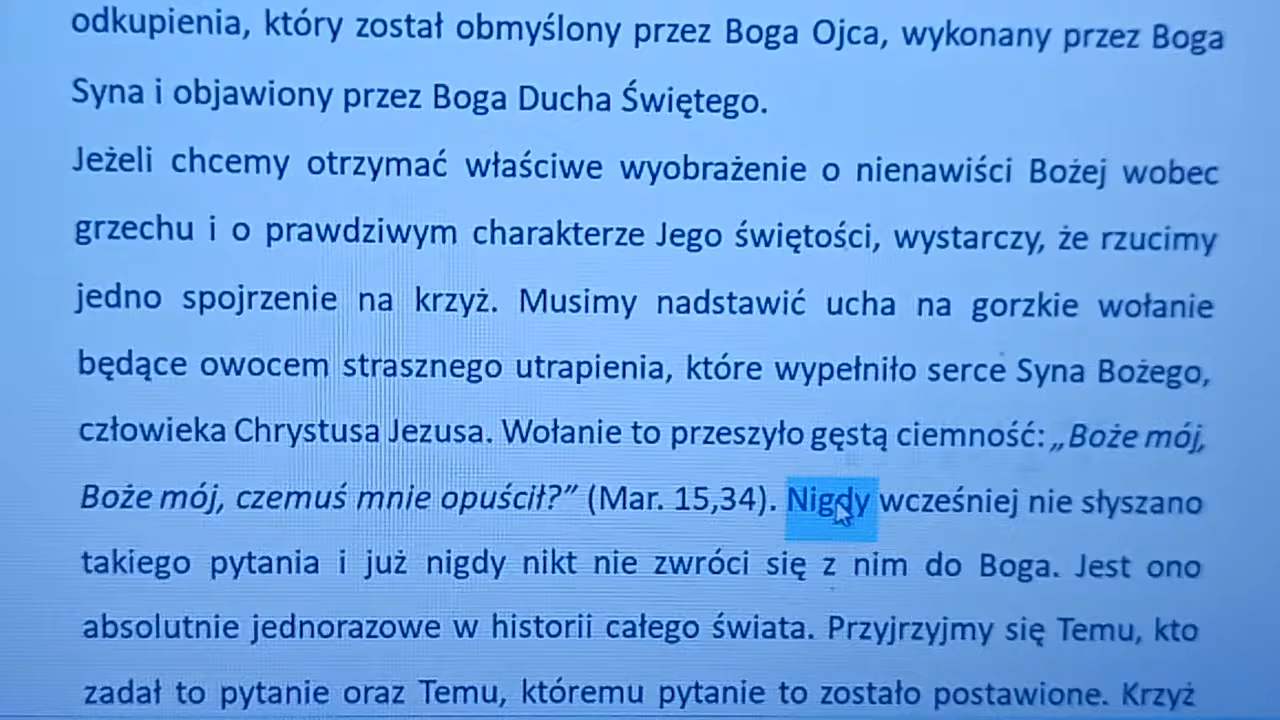 odkupienia, który został obmyślony przez Boga Ojca, wykonany przez Boga
Syna i objawiony przez Boga Ducha Świętego.
Jeżeli chcemy otrzymać właściwe wyobrażenie o nienawiści Bożej wobec
grzechu i o prawdziwym charakterze Jego świętości, wystarczy, że rzucimy
jedno spojrzenie na krzyż. Musimy nadstawić ucha na gorzkie wołanie
będące owocem strasznego utrapienia, które wypełniło serce Syna Bożego,
człowieka Chrystusa Jezusa. Wołanie to przeszyło gęstą ciemność: „Boże mój,
Boże mój, czemuś mnie opuścił?” (Mar. 15,34). Nigdy wcześniej nie słyszano
takiego pytania i już nigdy nikt nie zwróci się z nim do Boga. Jest ono
absolutnie jednorazowe w historii całego świata. Przyjrzyjmy się Temu, kto
zadał to pytanie oraz Temu, któremu pytanie to zostało postawione. Krzyż